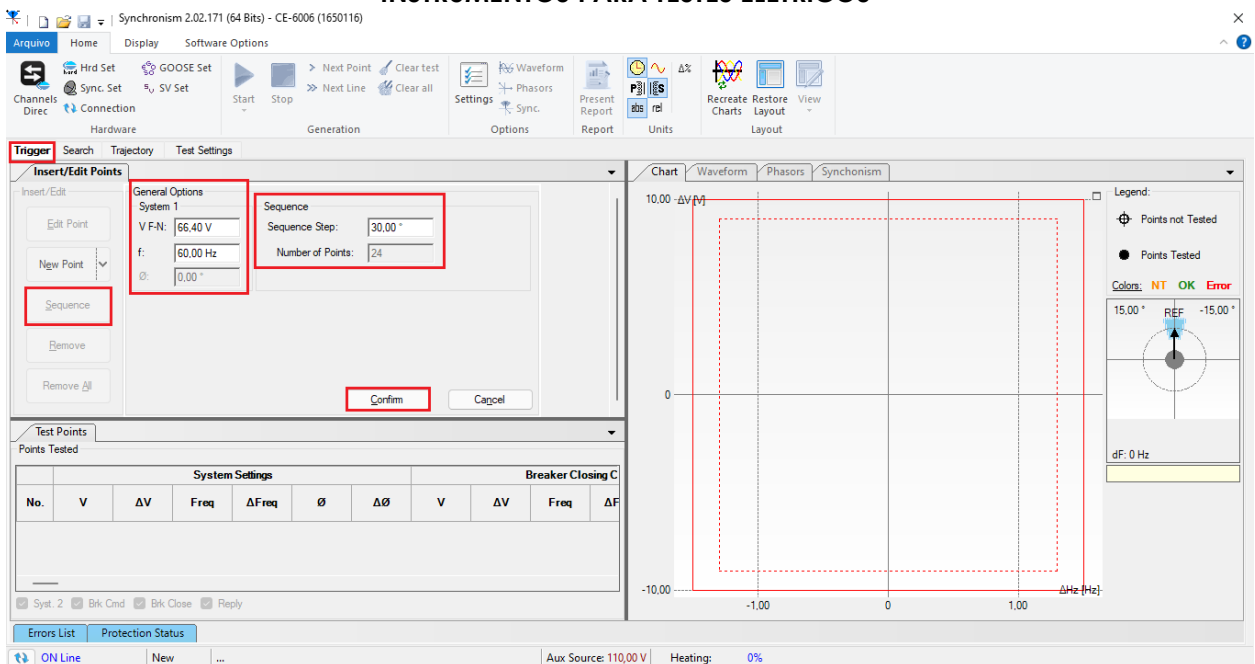 INSTRUMENTOS PARA TESTES ELÉTRICOS
Synchronism 2.02.171 (64 Bits) - CE-6006 (1650116)
Arquivo Home Display Software Options
Channels Direc
Hrd Set
Sync. Set
Connection
GOOSE Set
SV Set
Hardware
Start
Stop
Next Point
Next Line
Clear test
Clear all
Generation
Settings
Waveform
Phasors
Sync.
Options
Present Report
Report
Δ%
abs rel
Units
Recreate Charts
Restore Layout
View
Layout
Trigger Search Trajectory Test Settings
Insert/Edit Points
Insert/Edit
Edit Point
New Point
Sequence
Remove
Remove All
General Options
System 1
V F-N: 66,40 V
f: 60,00 Hz
Ø: 0,00 °
Sequence
Sequence Step: 30,00 °
Number of Points: 24
Confirm
Cancel
Test Points
Points Tested
System Settings Breaker Closing C
No. V ΔV Freq ΔFreq Ø ΔØ V ΔV Freq ΔF
Syst. 2 Brk Cmd Brk Close Reply
Chart Waveform Phasors Synchonism
10,00 ΔV [V]
0
-10,00
-1,00 0 1,00
ΔHz [Hz]
Legend:
Points not Tested
Points Tested
Colors: NT OK Error
15,00 ° REF -15,00 °
dF: 0 Hz
Errors List Protection Status
ON Line New ... Aux Source: 110,00 V Heating: 0%